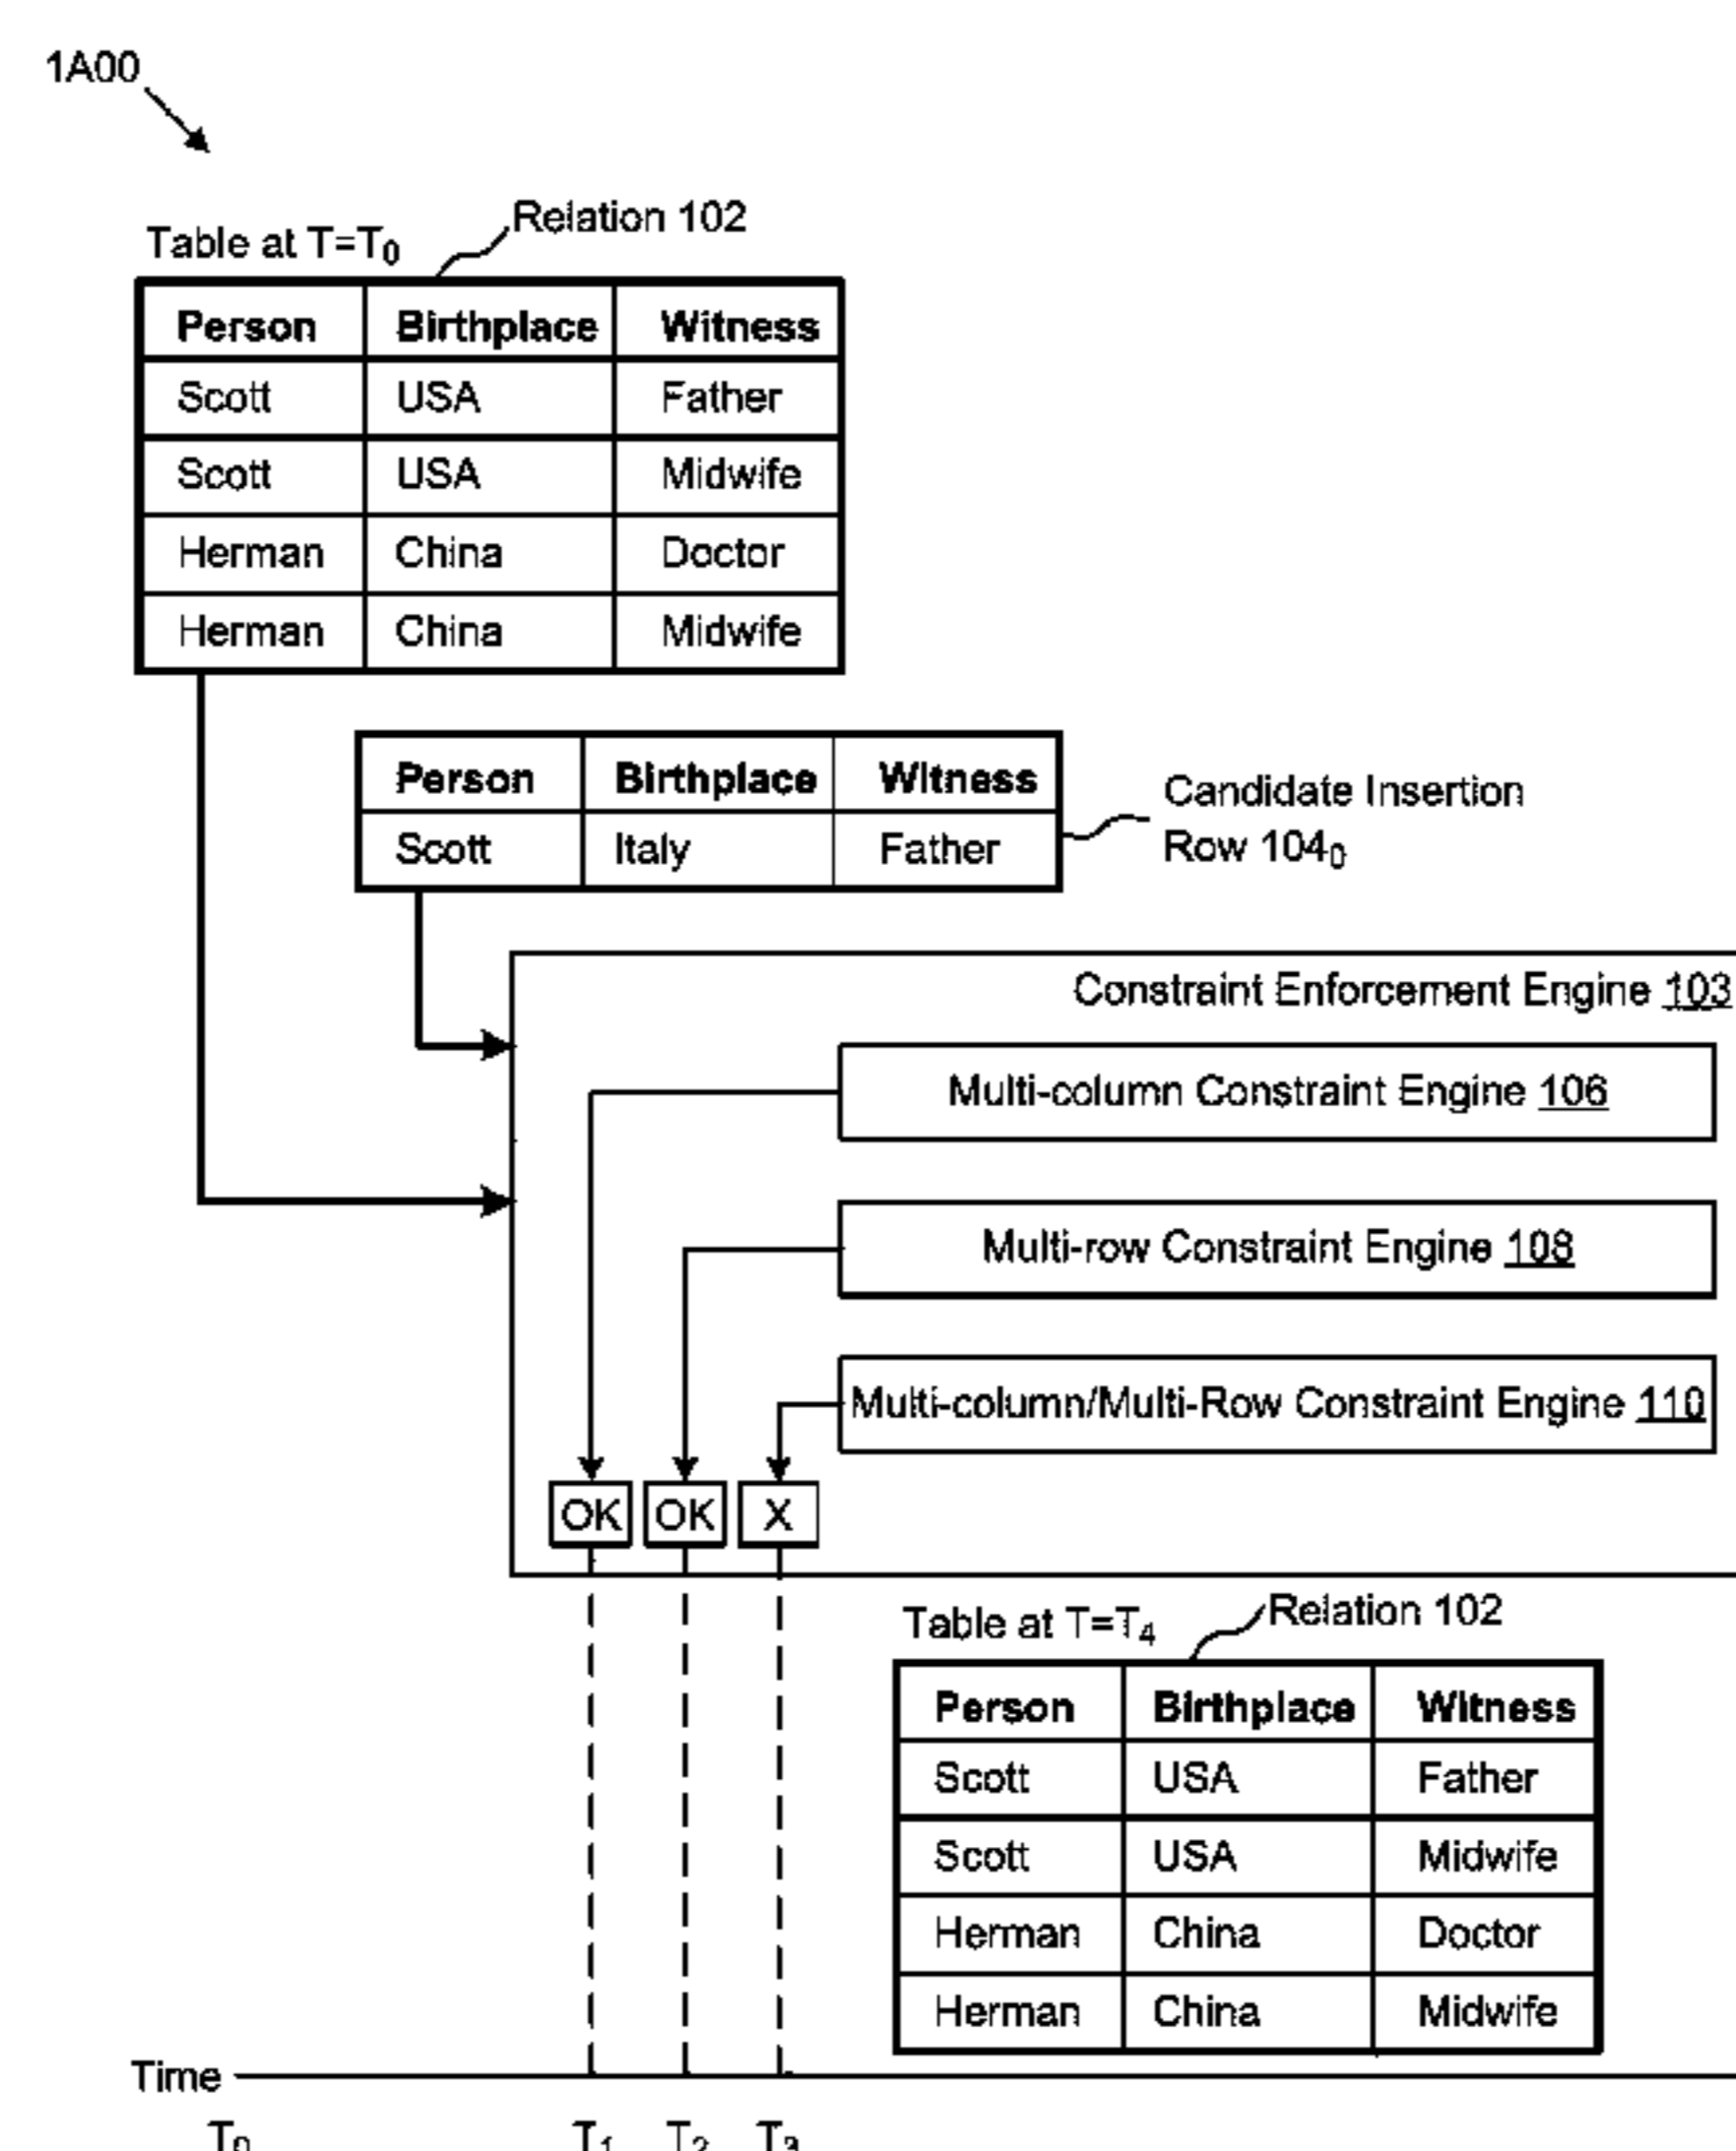 1A00
Relation 102
Table at T=T0
Person Birthplace Witness
Scott USA Father
Scott USA Midwife
Herman China Doctor
Herman China Midwife
Person Birthplace Witness
Scott Italy Father
Candidate Insertion
Row 1040
Constraint Enforcement Engine 103
Multi-column Constraint Engine 106
Multi-row Constraint Engine 108
Multi-column/Multi-Row Constraint Engine 110
OK OK X
Relation 102
Table at T=T4
Person Birthplace Witness
Scott USA Father
Scott USA Midwife
Herman China Doctor
Herman China Midwife
Time
T0 T1 T2 T3